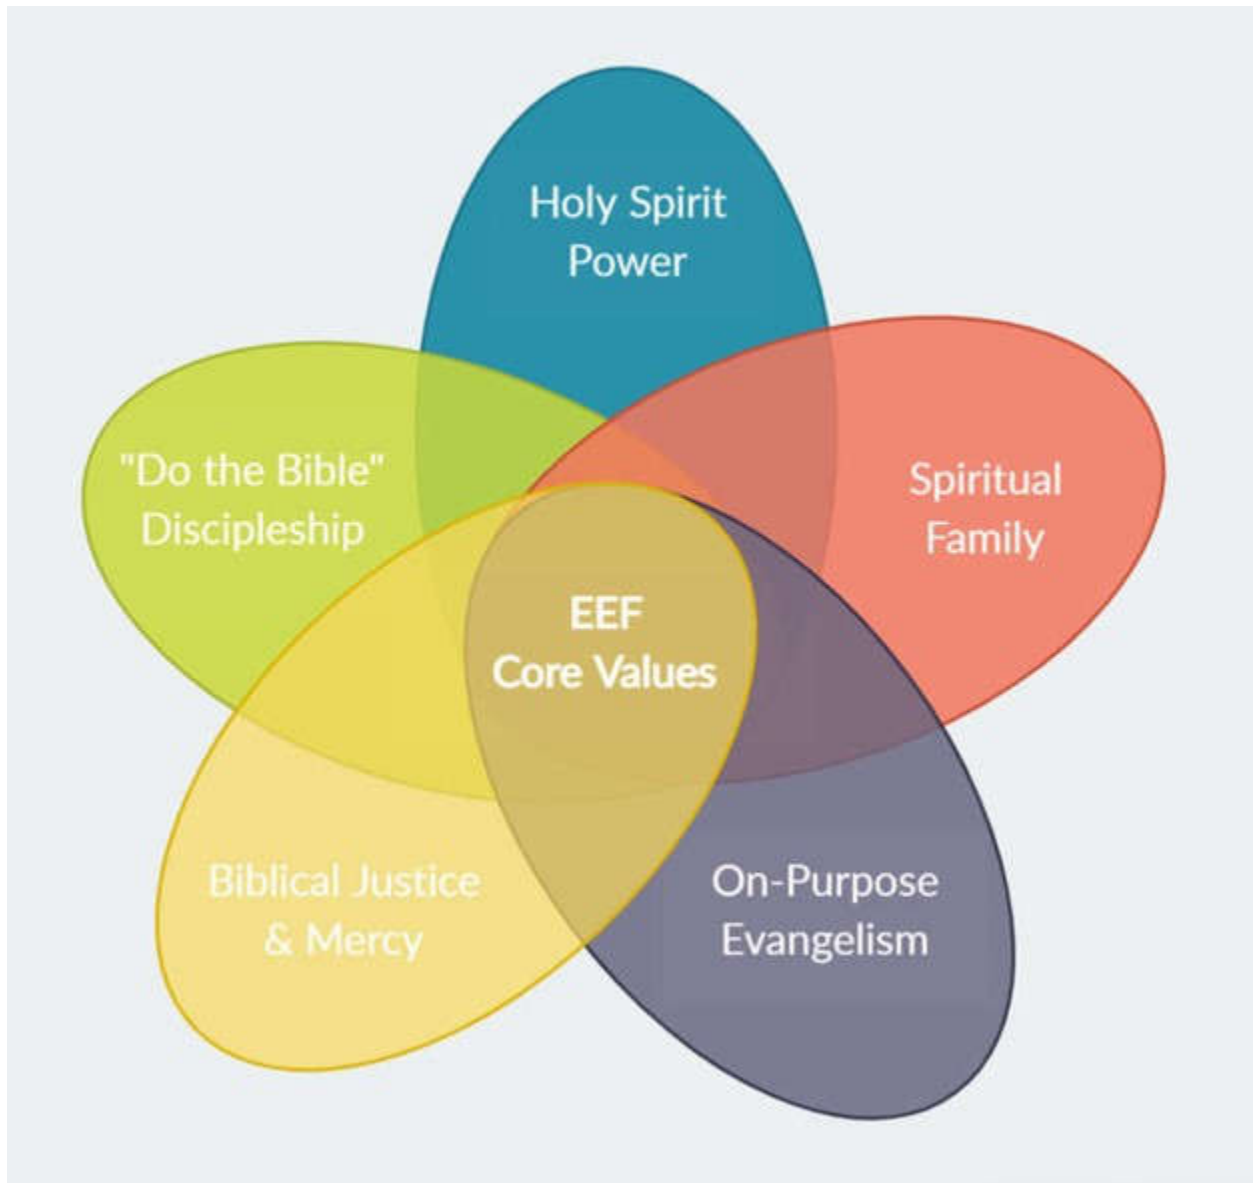 Holy Spirit
Power
"Do the Bible"
Discipleship
Spiritual
Family
EEF
Core Values
Biblical Justice
& Mercy
On-Purpose
Evangelism